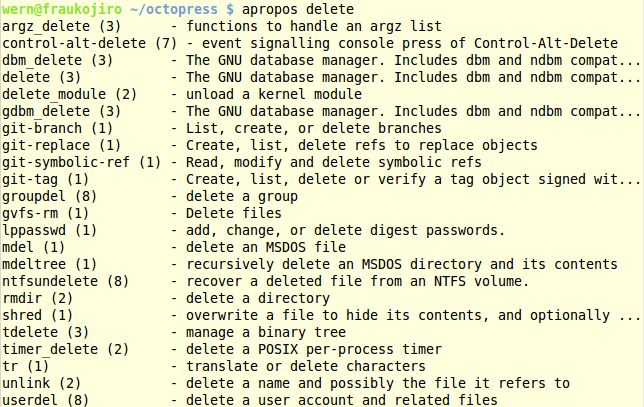 wern@fraukojiro ~/octopress $ apropos delete
argz_delete (3)      - functions to handle an argz list
control-alt-delete (7) - event signalling console press of Control-Alt-Delete
dbm_delete (3)       - The GNU database manager. Includes dbm and ndbm compat...
delete (3)           - The GNU database manager. Includes dbm and ndbm compat...
delete_module (2)    - unload a kernel module
gdbm_delete (3)      - The GNU database manager. Includes dbm and ndbm compat...
git-branch (1)       - List, create, or delete branches
git-replace (1)      - Create, list, delete refs to replace objects
git-symbolic-ref (1) - Read, modify and delete symbolic refs
git-tag (1)          - Create, list, delete or verify a tag object signed wit...
groupdel (8)         - delete a group
gvfs-rm (1)          - Delete files
lppasswd (1)         - add, change, or delete digest passwords.
mdel (1)             - delete an MSDOS file
mdeltree (1)         - recursively delete an MSDOS directory and its contents
ntfsundelete (8)     - recover a deleted file from an NTFS volume.
rmdir (2)            - delete a directory
shred (1)            - overwrite a file to hide its contents, and optionally ...
tdelete (3)          - manage a binary tree
timer_delete (2)     - delete a POSIX per-process timer
tr (1)               - translate or delete characters
unlink (2)           - delete a name and possibly the file it refers to
userdel (8)          - delete a user account and related files